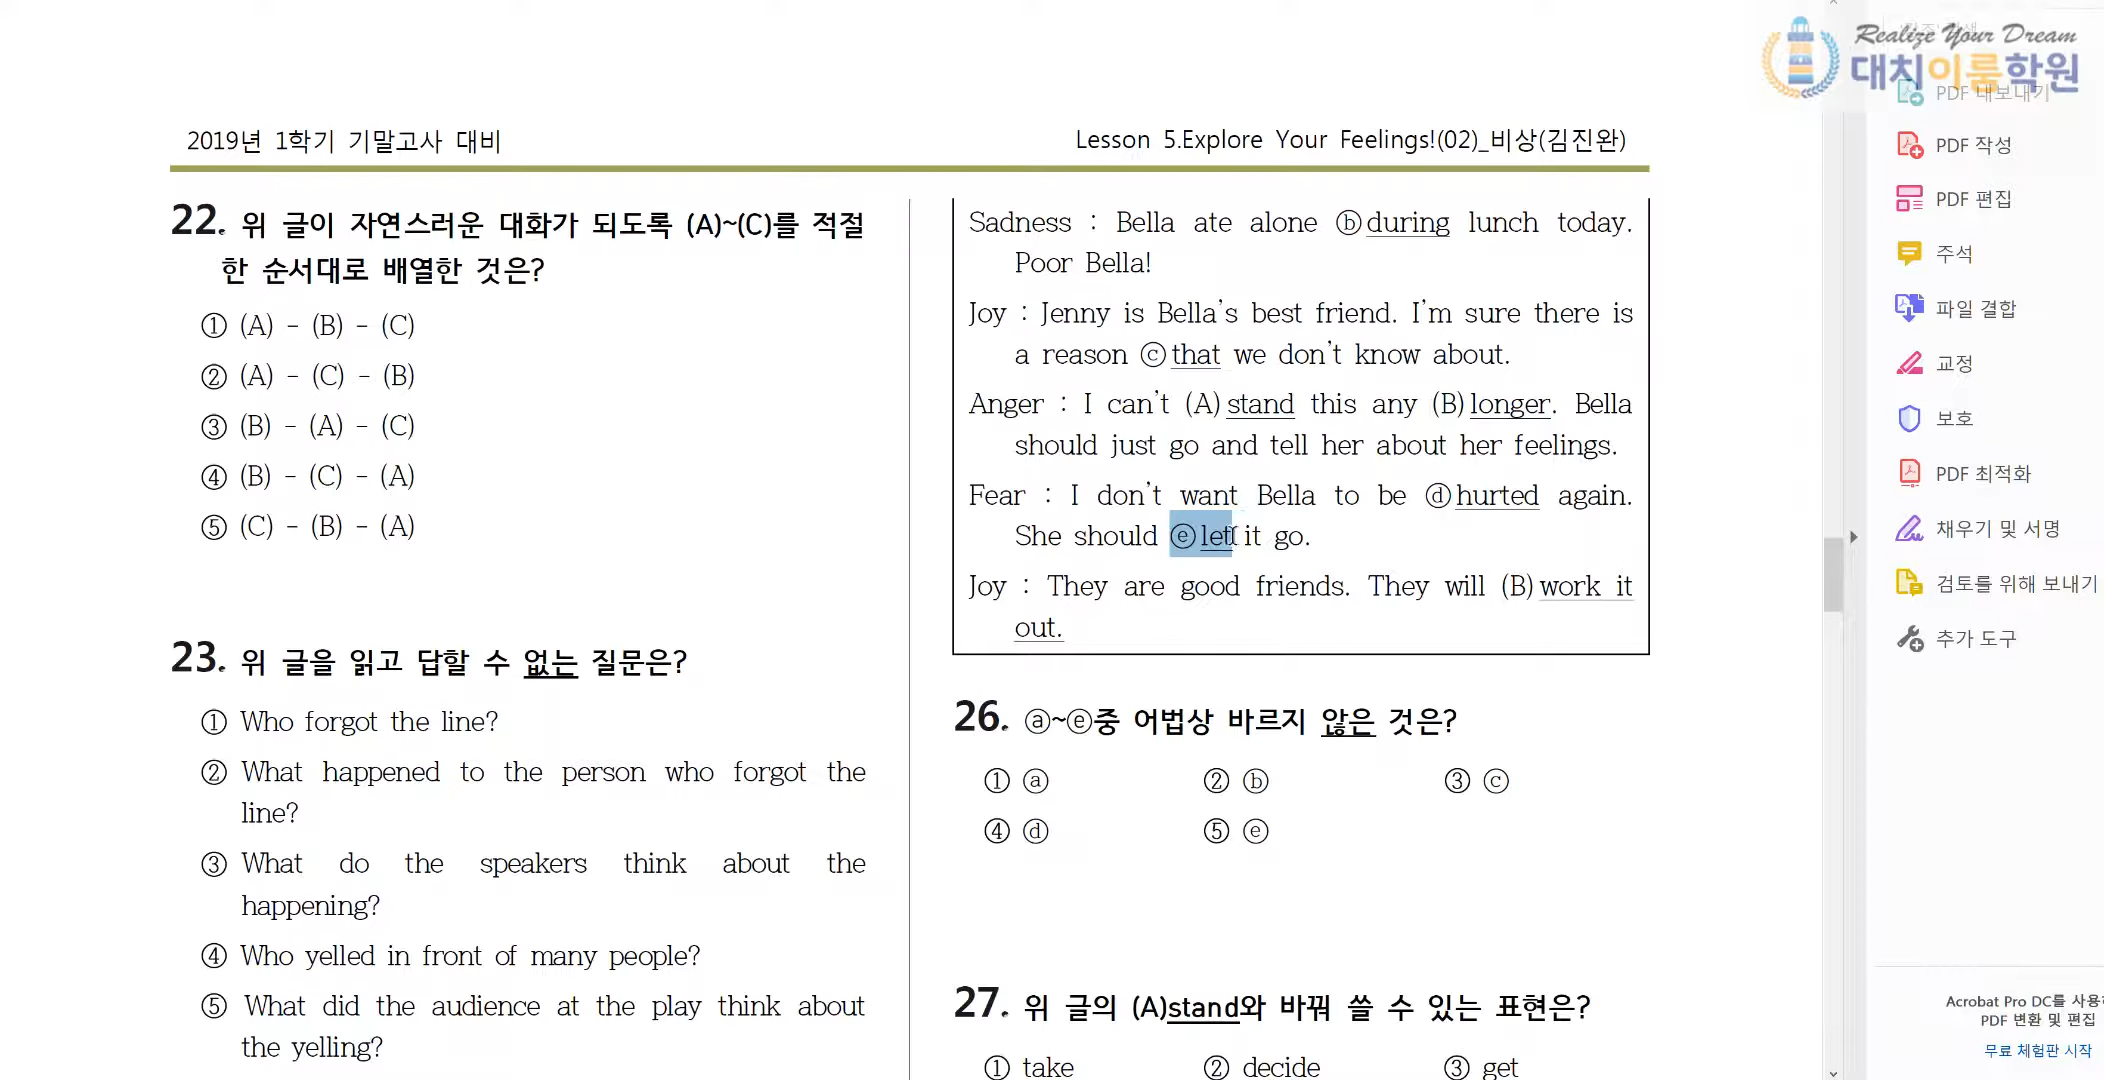 2019년 1학기 기말고사 대비
Lesson 5.Explore Your Feelings!(02)_비상(김진완)
22. 위 글이 자연스러운 대화가 되도록 (A)~(C)를 적절
한 순서대로 배열한 것은?
① (A) - (B) - (C)
② (A) - (C) - (B)
③ (B) - (A) - (C)
④ (B) - (C) - (A)
⑤ (C) - (B) - (A)
23. 위 글을 읽고 답할 수 없는 질문은?
① Who forgot the line?
② What happened to the person who forgot the
line?
③ What do the speakers think about the
happening?
④ Who yelled in front of many people?
⑤ What did the audience at the play think about
the yelling?
Sadness : Bella ate alone ⓑduring lunch today.
Poor Bella!
Joy : Jenny is Bella's best friend. I'm sure there is
a reason ⓒthat we don't know about.
Anger : I can't (A)stand this any (B)longer. Bella
should just go and tell her about her feelings.
Fear : I don't want Bella to be ⓓhurted again.
She should ⓔlet it go.
Joy : They are good friends. They will (B)work it
out.
26. ⓐ~ⓔ중 어법상 바르지 않은 것은?
① ⓐ ② ⓑ ③ ⓒ
④ ⓓ ⑤ ⓔ
27. 위 글의 (A)stand와 바꿔 쓸 수 있는 표현은?
① take ② decide ③ get
Realize Your Dream
대치이룸학원
PDF 내보내기
PDF 작성
PDF 편집
주석
파일 결합
교정
보호
PDF 최적화
채우기 및 서명
검토를 위해 보내기
추가 도구
Acrobat Pro DC를 사용
PDF 변환 및 편집
무료 체험판 시작